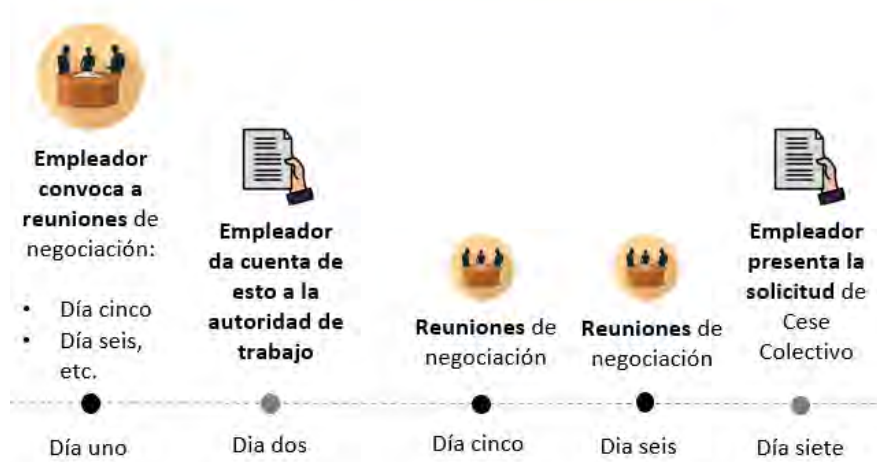 Empleador
convoca a
reuniones de
negociación:
• Día cinco
• Día seis,
etc.
Empleador
da cuenta de
esto a la
autoridad de
trabajo
Reuniones de
negociación
Reuniones de
negociación
Empleador
presenta la
solicitud de
Cese
Colectivo
Día uno
Dia dos
Día cinco
Dia seis
Día siete